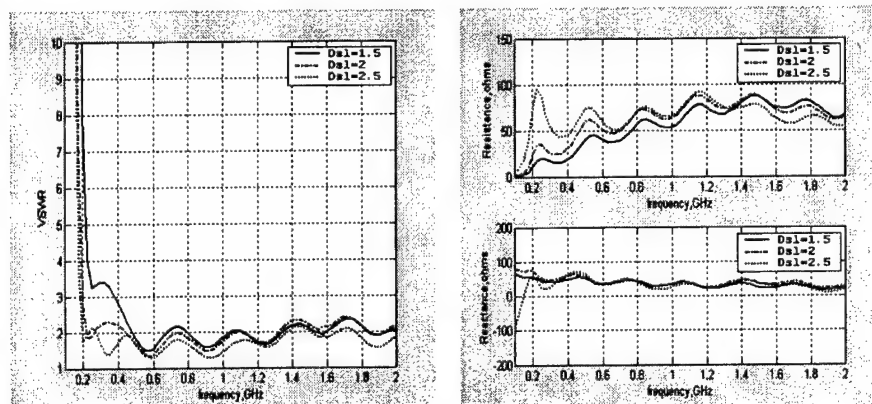 10
9
8
7
6
5
4
3
2
1
VSWR
Dsl=1.5
Dsl=2
Dsl=2.5
0.2 0.4 0.6 0.8 1 1.2 1.4 1.6 1.8 2
frequency,GHz
150
100
50
0
Resistance,ohms
Dsl=1.5
Dsl=2
Dsl=2.5
0.2 0.4 0.6 0.8 1 1.2 1.4 1.6 1.8 2
frequency,GHz
200
100
0
-100
-200
Reactance,ohms
Dsl=1.5
Dsl=2
Dsl=2.5
0.2 0.4 0.6 0.8 1 1.2 1.4 1.6 1.8 2
frequency,GHz